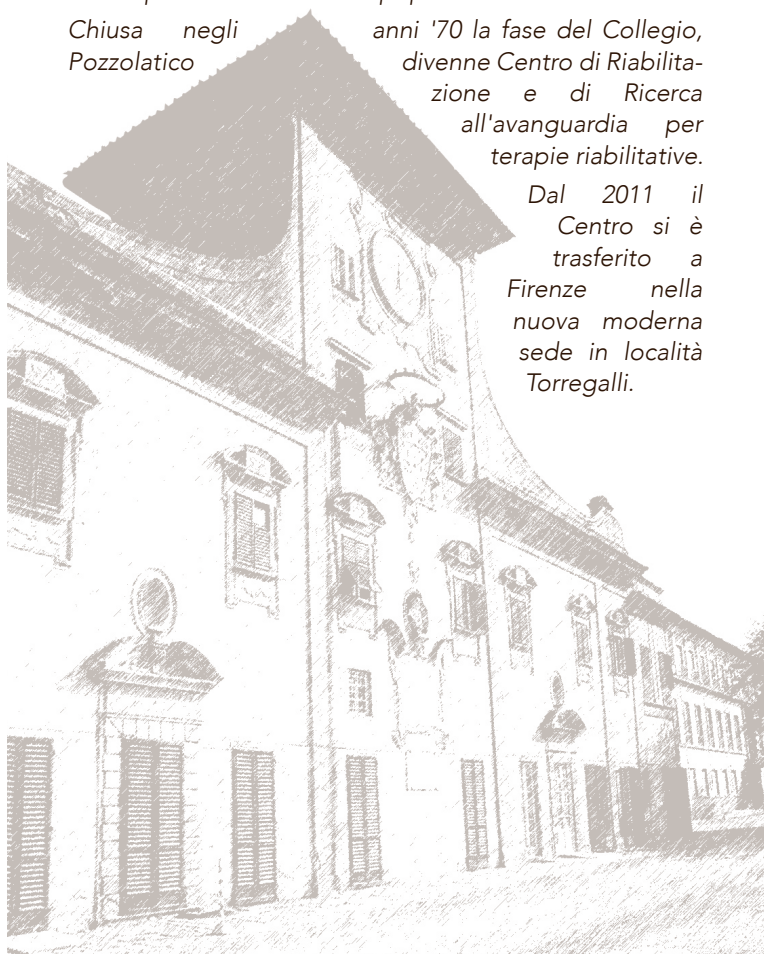 Chiusa negli anni '70 la fase del Collegio,
Pozzolatico divenne Centro di Riabilita-
zione e di Ricerca
all'avanguardia per
terapie riabilitative.
Dal 2011 il
Centro si è
trasferito a
Firenze nella
nuova moderna
sede in località
Torregalli.